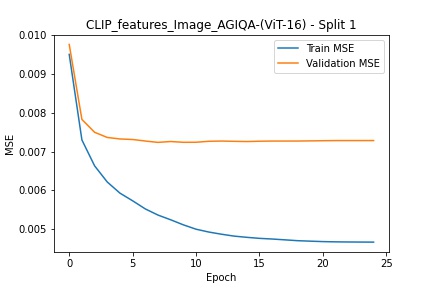 CLIP_features_Image_AGIQA-(ViT-16) - Split 1
Train MSE
Validation MSE
MSE
0.010
0.009
0.008
0.007
0.006
0.005
0 5 10 15 20 25
Epoch